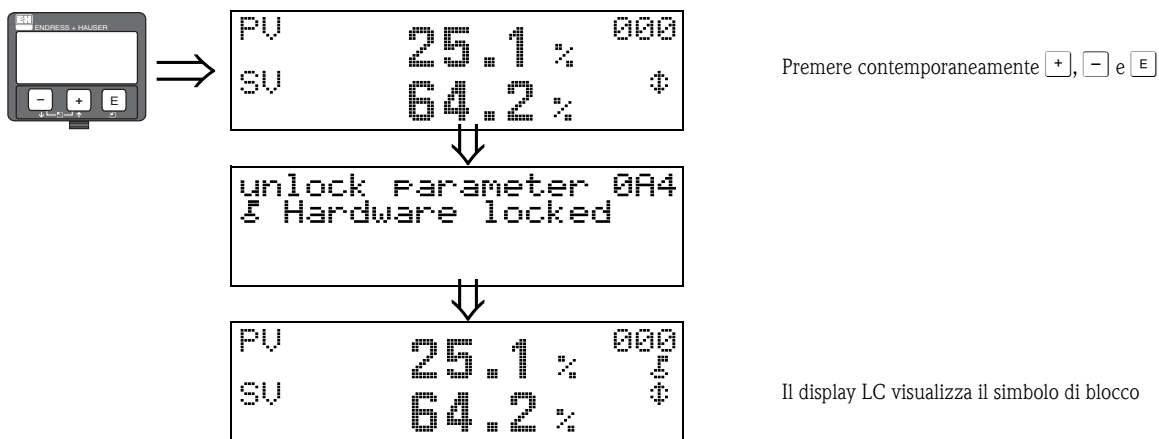 EH
ENDRESS + HAUSER
- + E
PV 25.1 % 000
SV 64.2 %
Premere contemporaneamente +, - e E
unlock parameter 0A4
Hardware locked
PV 25.1 % 000
SV 64.2 %
Il display LC visualizza il simbolo di blocco